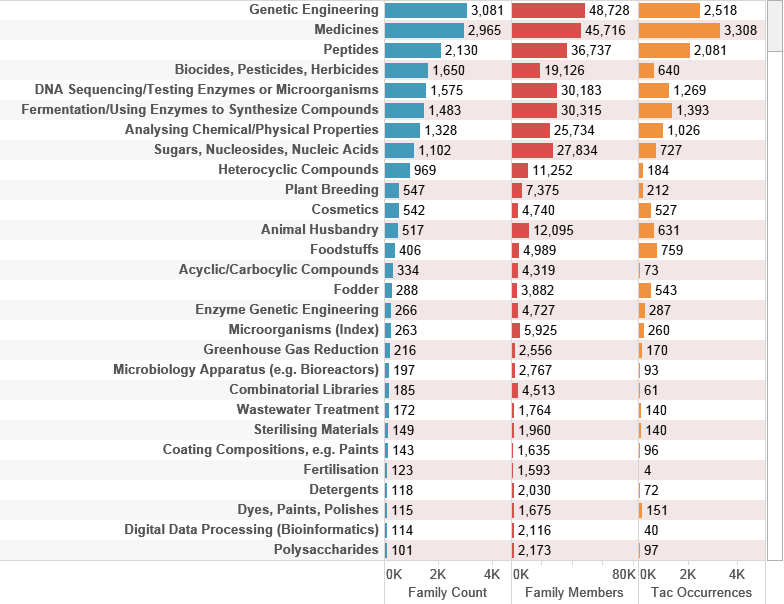 Genetic Engineering 3,081 48,728 2,518
Medicines 2,965 45,716 3,308
Peptides 2,130 36,737 2,081
Biocides, Pesticides, Herbicides 1,650 19,126 640
DNA Sequencing/Testing Enzymes or Microorganisms 1,575 30,183 1,269
Fermentation/Using Enzymes to Synthesize Compounds 1,483 30,315 1,393
Analysing Chemical/Physical Properties 1,328 25,734 1,026
Sugars, Nucleosides, Nucleic Acids 1,102 27,834 727
Heterocyclic Compounds 969 11,252 184
Plant Breeding 547 7,375 212
Cosmetics 542 4,740 527
Animal Husbandry 517 12,095 631
Foodstuffs 406 4,989 759
Acyclic/Carbocylic Compounds 334 4,319 73
Fodder 288 3,882 543
Enzyme Genetic Engineering 266 4,727 287
Microorganisms (Index) 263 5,925 260
Greenhouse Gas Reduction 216 2,556 170
Microbiology Apparatus (e.g. Bioreactors) 197 2,767 93
Combinatorial Libraries 185 4,513 61
Wastewater Treatment 172 1,764 140
Sterilising Materials 149 1,960 140
Coating Compositions, e.g. Paints 143 1,635 96
Fertilisation 123 1,593 4
Detergents 118 2,030 72
Dyes, Paints, Polishes 115 1,675 151
Digital Data Processing (Bioinformatics) 114 2,116 40
Polysaccharides 101 2,173 97
0K 2K 4K 0K 80K 0K 2K 4K
Family Count Family Members Tac Occurrences